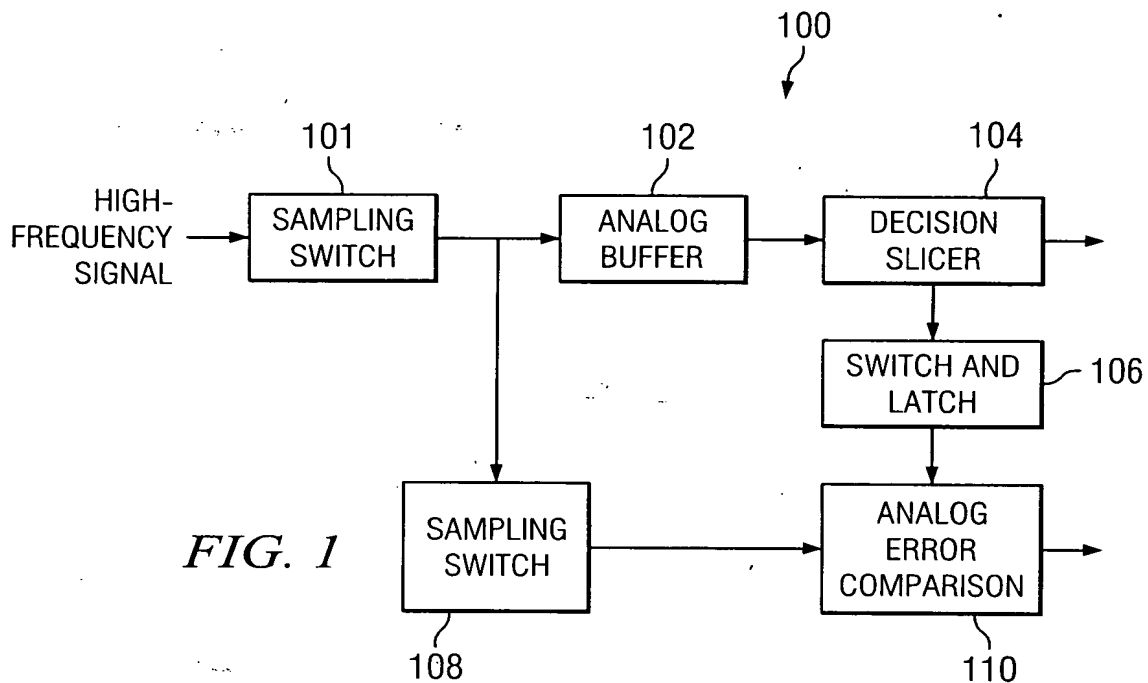 100
101
102
104
HIGH-
FREQUENCY
SIGNAL
SAMPLING
SWITCH
ANALOG
BUFFER
DECISION
SLICER
SWITCH AND
LATCH
106
FIG. 1
SAMPLING
SWITCH
ANALOG
ERROR
COMPARISON
108
110